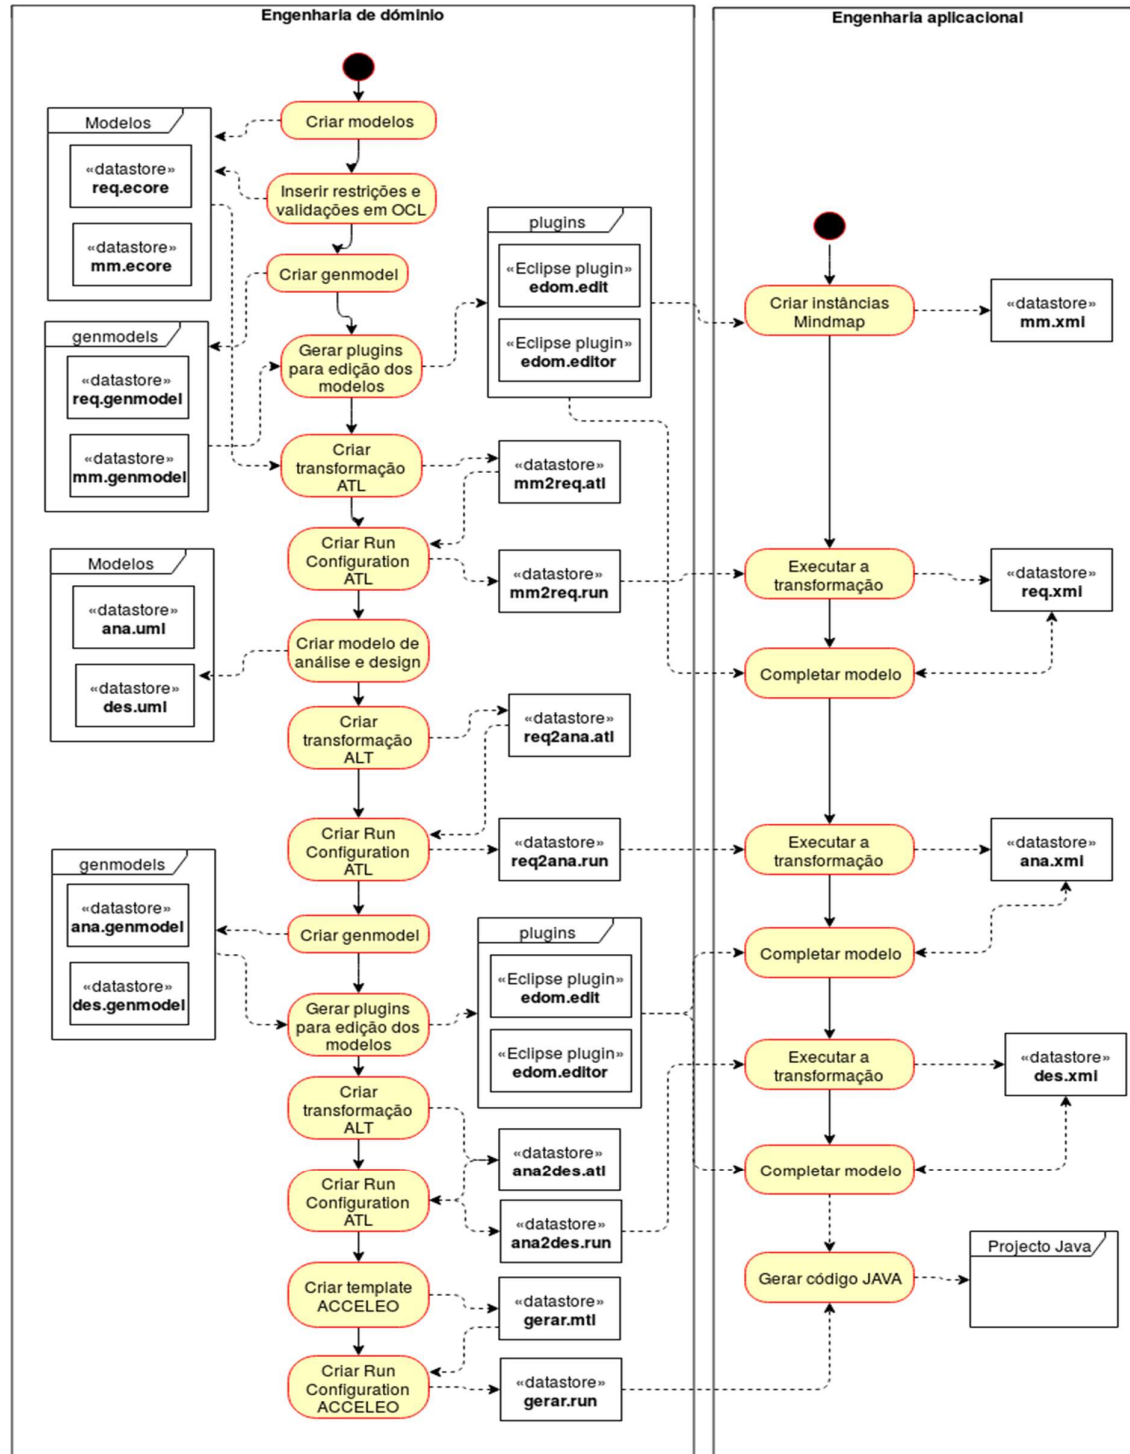 Engenharia de dóminio
Criar modelos
Modelos
«datastore»
req.ecore
«datastore»
mm.ecore
Inserir restrições e
validações em OCL
Criar genmodel
genmodels
«datastore»
req.genmodel
«datastore»
mm.genmodel
Gerar plugins
para edição dos
modelos
plugins
«Eclipse plugin»
edom.edit
«Eclipse plugin»
edom.editor
Criar
transformação
ATL
«datastore»
mm2req.atl
Criar Run
Configuration
ATL
«datastore»
mm2req.run
Modelos
«datastore»
ana.uml
«datastore»
des.uml
Criar modelo de
análise e design
Criar
transformação
ALT
«datastore»
req2ana.atl
Criar Run
Configuration
ATL
«datastore»
req2ana.run
genmodels
«datastore»
ana.genmodel
«datastore»
des.genmodel
Criar genmodel
Gerar plugins
para edição dos
modelos
plugins
«Eclipse plugin»
edom.edit
«Eclipse plugin»
edom.editor
Criar
transformação
ALT
«datastore»
ana2des.atl
Criar Run
Configuration
ATL
«datastore»
ana2des.run
Criar template
ACCELEO
«datastore»
gerar.mtl
Criar Run
Configuration
ACCELEO
«datastore»
gerar.run
Engenharia aplicacional
Criar instâncias
Mindmap
«datastore»
mm.xmi
Executar a
transformação
«datastore»
req.xmi
Completar modelo
Executar a
transformação
«datastore»
ana.xmi
Completar modelo
Executar a
transformação
«datastore»
des.xmi
Completar modelo
Gerar código JAVA
Projecto Java